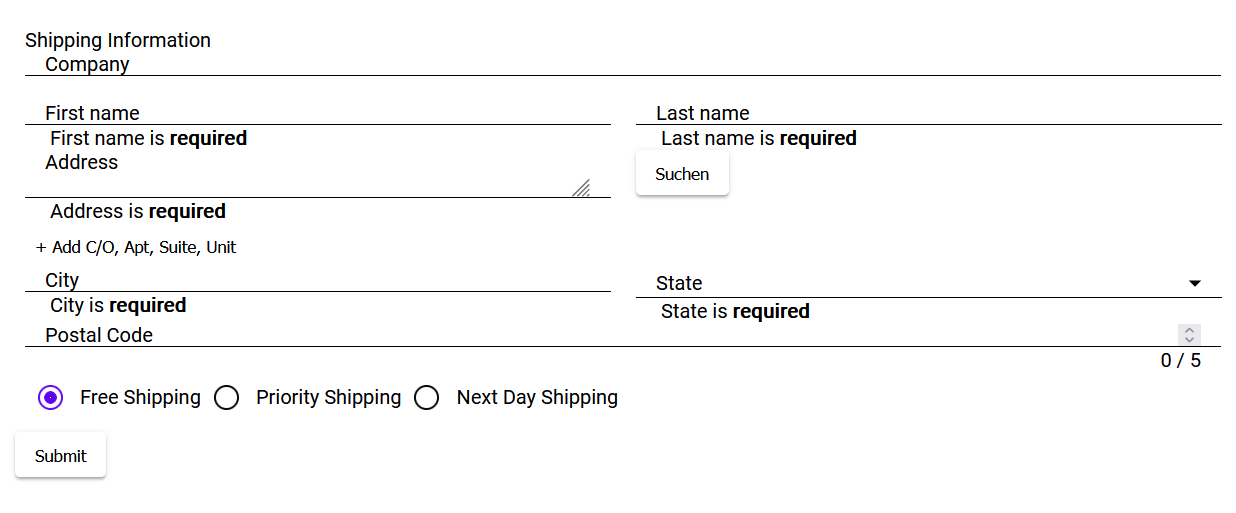 Shipping Information
Company
First name
Last name
First name is required
Last name is required
Address
Suchen
Address is required
+ Add C/O, Apt, Suite, Unit
City
State
City is required
State is required
Postal Code
0 / 5
Free Shipping Priority Shipping Next Day Shipping
Submit